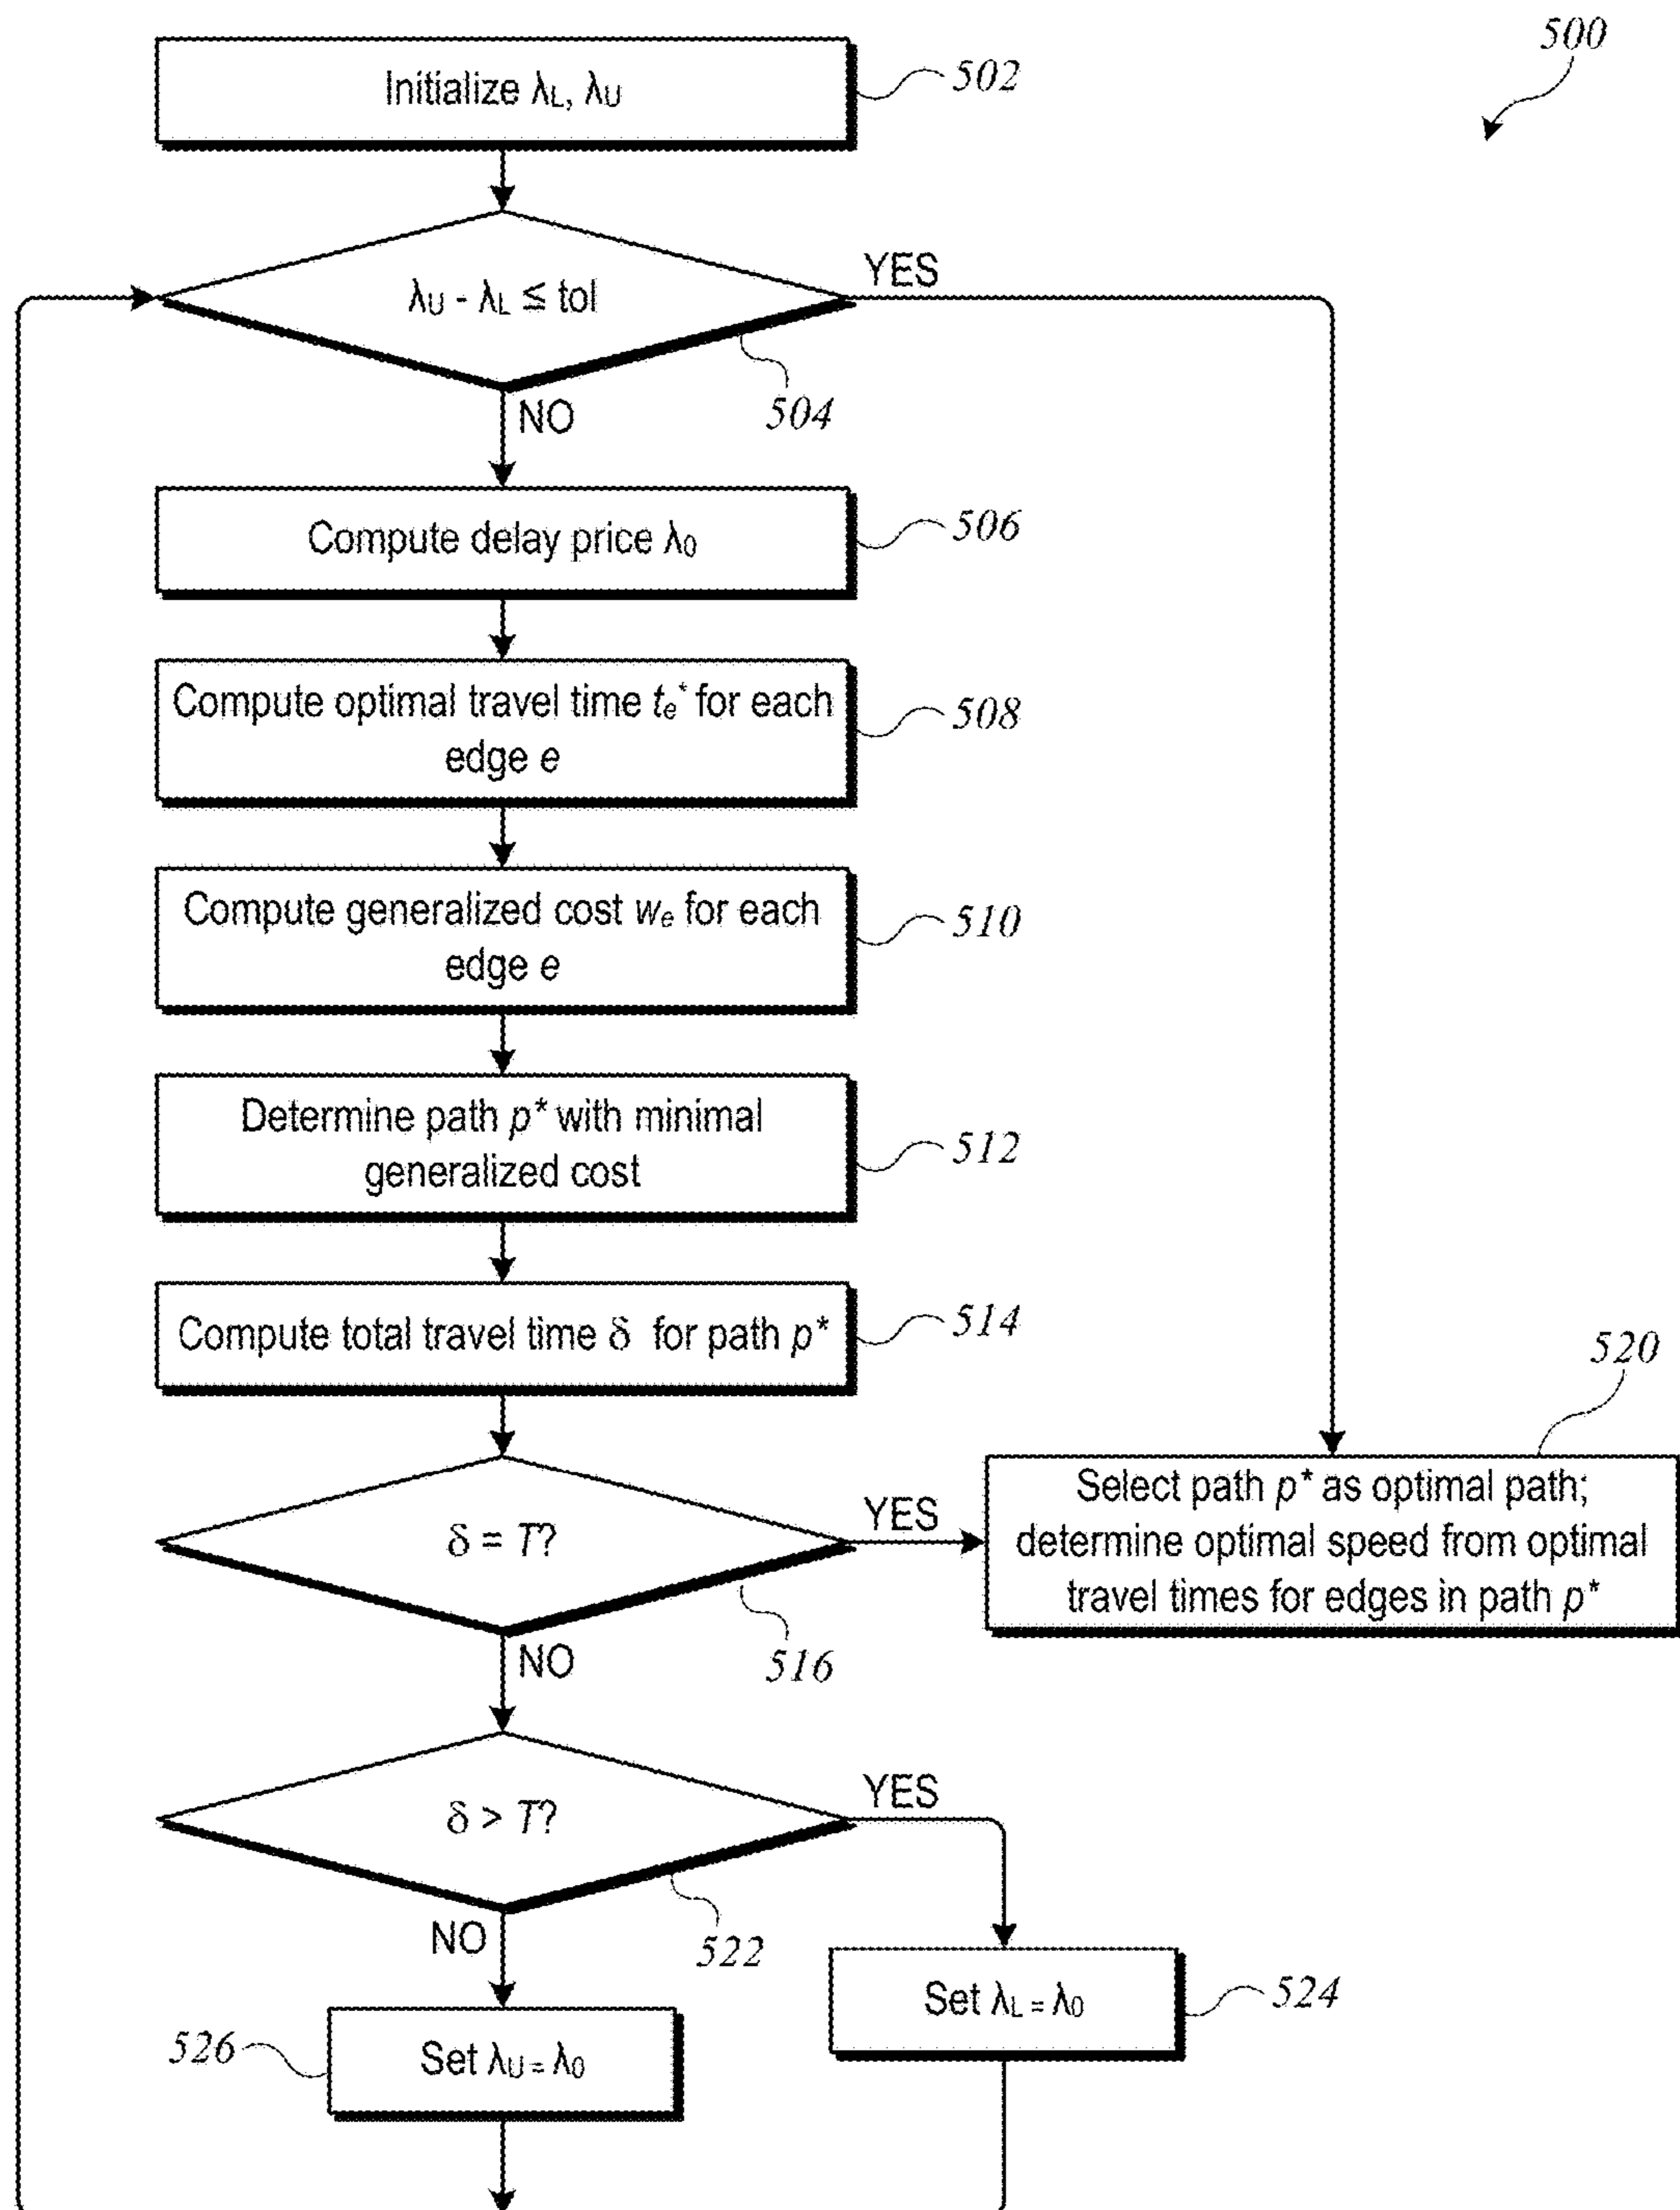 500
Initialize λL, λU
502
λU - λL ≤ tol
YES
504
NO
Compute delay price λ0
506
Compute optimal travel time te* for each
edge e
508
Compute generalized cost we for each
edge e
510
Determine path p* with minimal
generalized cost
512
Compute total travel time δ for path p*
514
520
δ = T?
YES
516
NO
Select path p* as optimal path;
determine optimal speed from optimal
travel times for edges in path p*
δ > T?
YES
522
NO
Set λL = λ0
524
526
Set λU = λ0